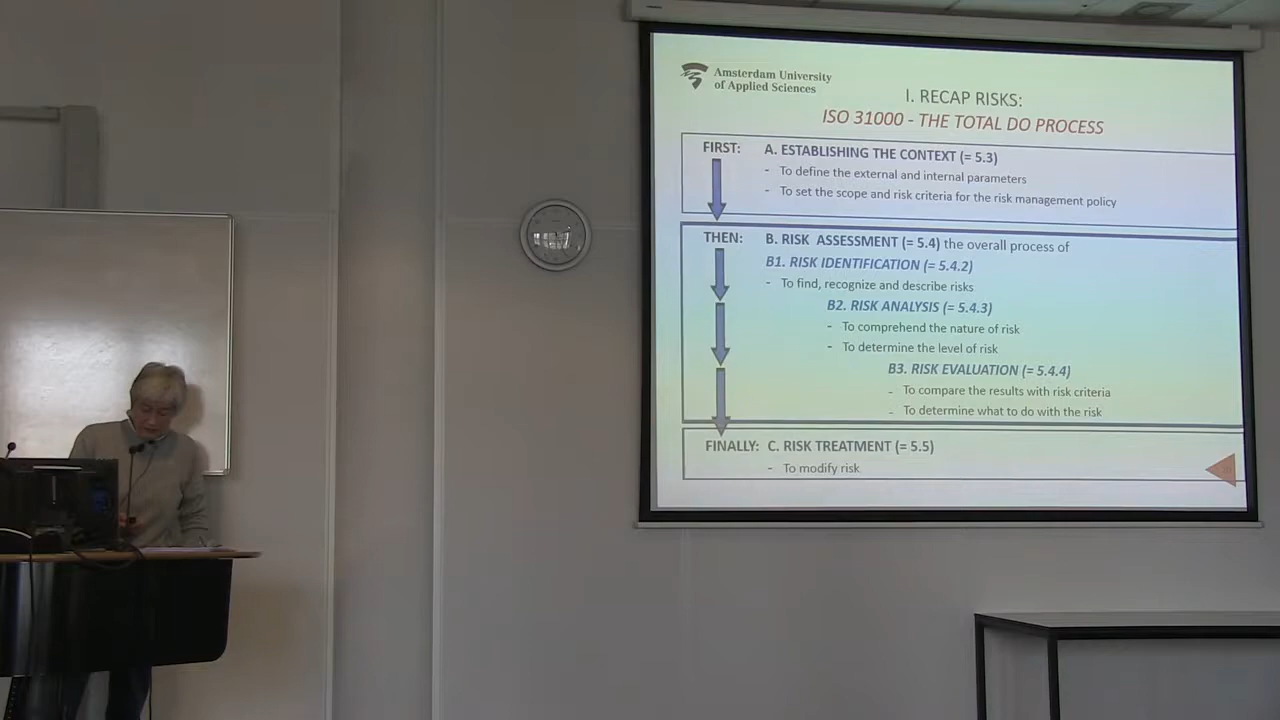 Amsterdam University
of Applied Sciences
I. RECAP RISKS:
ISO 31000 - THE TOTAL DO PROCESS
FIRST: A. ESTABLISHING THE CONTEXT (= 5.3)
- To define the external and internal parameters
- To set the scope and risk criteria for the risk management policy
THEN: B. RISK ASSESSMENT (= 5.4) the overall process of
B1. RISK IDENTIFICATION (= 5.4.2)
- To find, recognize and describe risks
B2. RISK ANALYSIS (= 5.4.3)
- To comprehend the nature of risk
- To determine the level of risk
B3. RISK EVALUATION (= 5.4.4)
- To compare the results with risk criteria
- To determine what to do with the risk
FINALLY: C. RISK TREATMENT (= 5.5)
- To modify risk